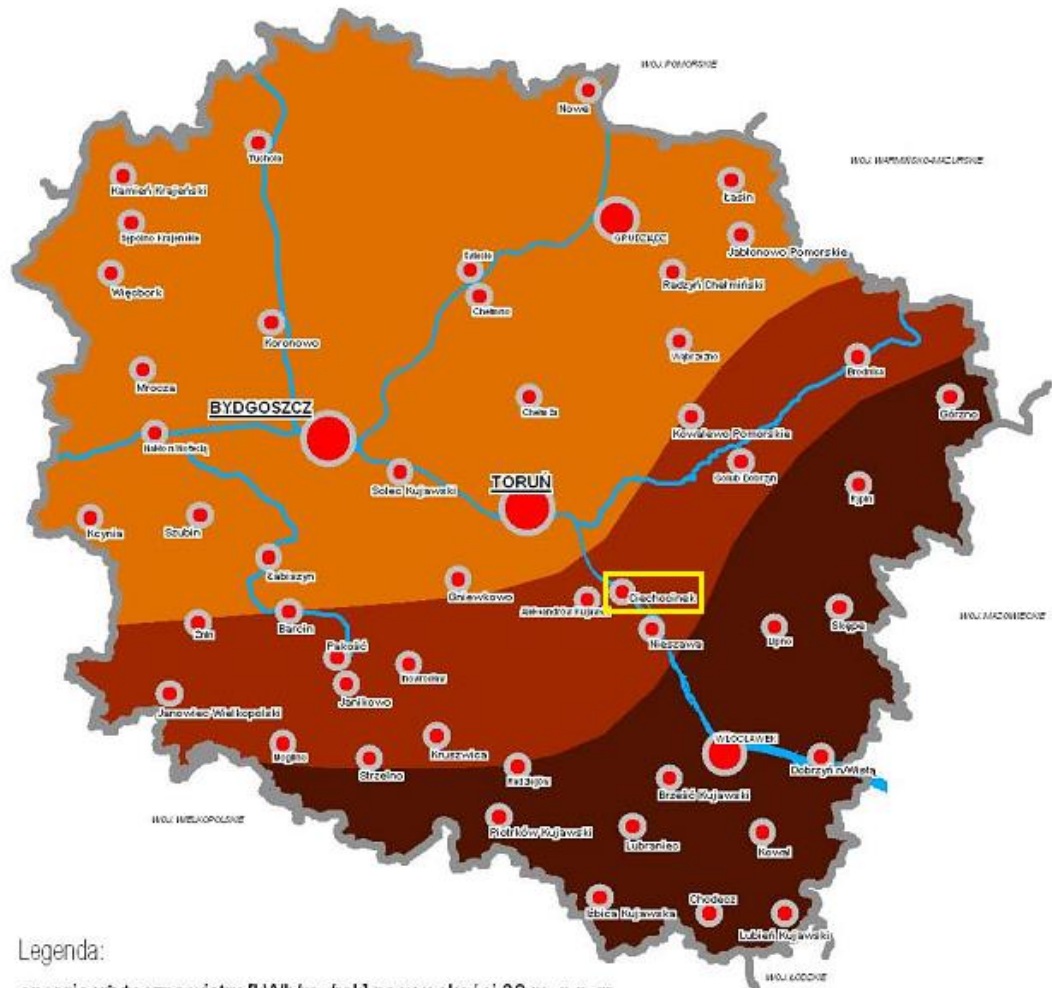 WOJ. POMORSKIE
Nowe
Tuchola
WOJ. WARMIŃSKO-MAZURSKIE
Kamień Krajeński
Łasin
Sępolno Krajeńskie
GRUDZIĄDZ
Jabłonowo Pomorskie
Więcbork
Radzyń Chełmiński
Świecie
Chełmno
Koronowo
Wąbrzeźno
Brodnica
Mrocza
BYDGOSZCZ
Chełmża
Górzno
Kowalewo Pomorskie
Nakło n/Notecią
Solec Kujawski
TORUŃ
Golub Dobrzyń
Rypin
Kcynia
Szubin
Łabiszyn
Gniewkowo
Aleksandrów Kujawski
Ciechocinek
Żnin
Barcin
Nieszawa
Lipno
Skępe
WOJ. MAZOWIECKIE
Pakość
Inowrocław
Janikowo
Janowiec Wielkopolski
Mogilno
Strzelno
Kruszwica
Radziejów
WŁOCŁAWEK
Dobrzyń n/Wisłą
Brześć Kujawski
WOJ. WIELKOPOLSKIE
Piotrków Kujawski
Lubraniec
Kowal
Izbica Kujawska
Chodecz
Lubień Kujawski
Legenda:
WOJ. ŁÓDZKIE